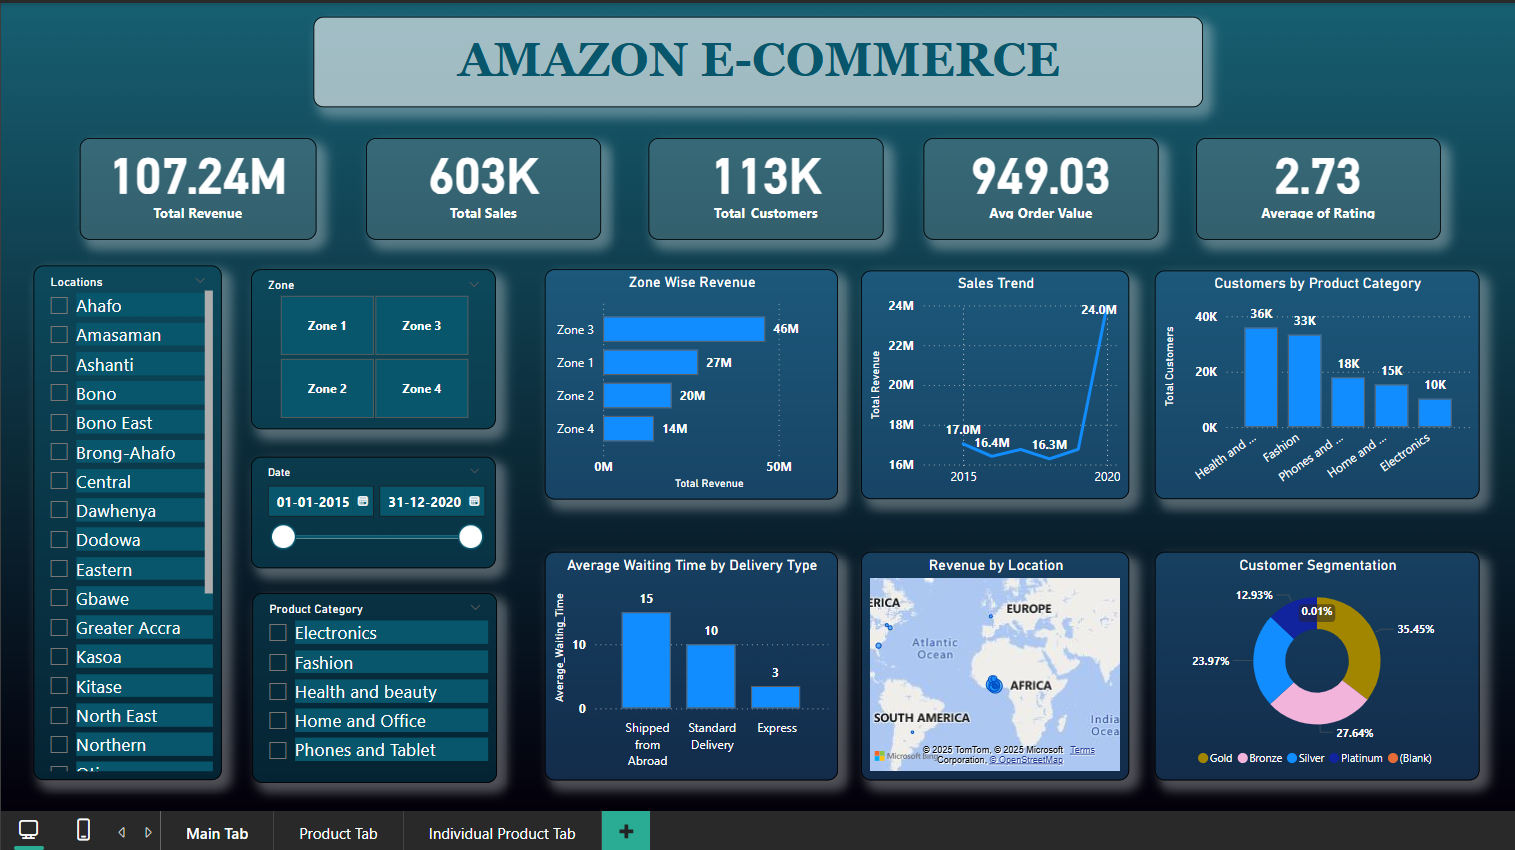 AMAZON E-COMMERCE
107.24M
Total Revenue
603K
Total Sales
113K
Total Customers
949.03
Avg Order Value
2.73
Average of Rating
Locations
Ahafo
Amasaman
Ashanti
Bono
Bono East
Brong-Ahafo
Central
Dawhenya
Dodowa
Eastern
Gbawe
Greater Accra
Kasoa
Kitase
North East
Northern
Zone
Zone 1
Zone 3
Zone 2
Zone 4
Date
01-01-2015
31-12-2020
Product Category
Electronics
Fashion
Health and beauty
Home and Office
Phones and Tablet
Zone Wise Revenue
Zone 3
46M
Zone 1
27M
Zone 2
20M
Zone 4
14M
0M
50M
Total Revenue
Sales Trend
Total Revenue
24M
22M
20M
18M
16M
17.0M
16.4M
16.3M
24.0M
2015
2020
Customers by Product Category
Total Customers
40K
20K
0K
36K
33K
18K
15K
10K
Health and ...
Fashion
Phones and ...
Home and ...
Electronics
Average Waiting Time by Delivery Type
Average_Waiting_Time
10
0
15
10
3
Shipped
from
Abroad
Standard
Delivery
Express
Revenue by Location
ERICA
EUROPE
Atlantic
Ocean
AFRICA
SOUTH AMERICA
India
Ocea
Microsoft Bing
© 2025 TomTom, © 2025 Microsoft Terms
Corporation, © OpenStreetMap
Customer Segmentation
12.93%
0.01%
35.45%
23.97%
27.64%
Gold
Bronze
Silver
Platinum
(Blank)
Main Tab
Product Tab
Individual Product Tab
+